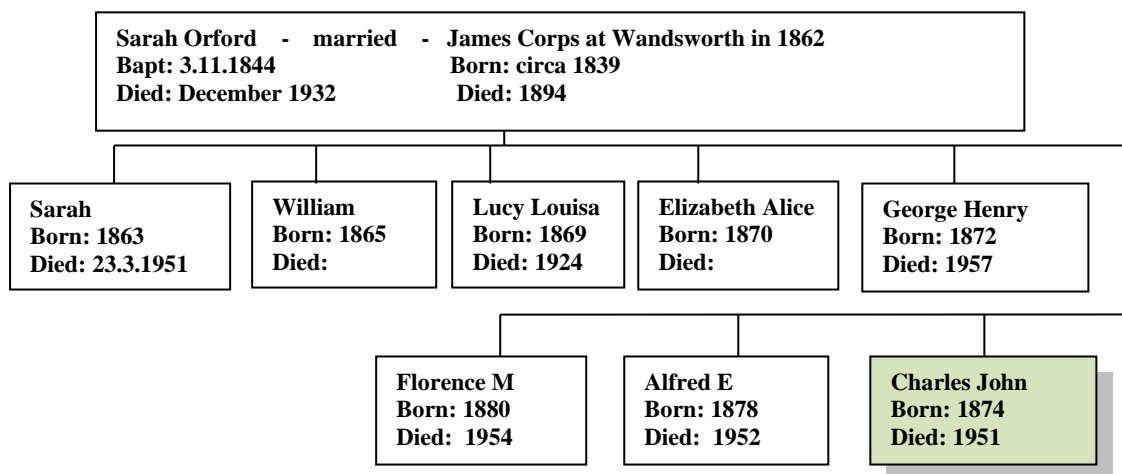 Sarah Orford - married - James Corps at Wandsworth in 1862
Bapt: 3.11.1844 Born: circa 1839
Died: December 1932 Died: 1894
Sarah
Born: 1863
Died: 23.3.1951
William
Born: 1865
Died:
Lucy Louisa
Born: 1869
Died: 1924
Elizabeth Alice
Born: 1870
Died:
George Henry
Born: 1872
Died: 1957
Florence M
Born: 1880
Died: 1954
Alfred E
Born: 1878
Died: 1952
Charles John
Born: 1874
Died: 1951